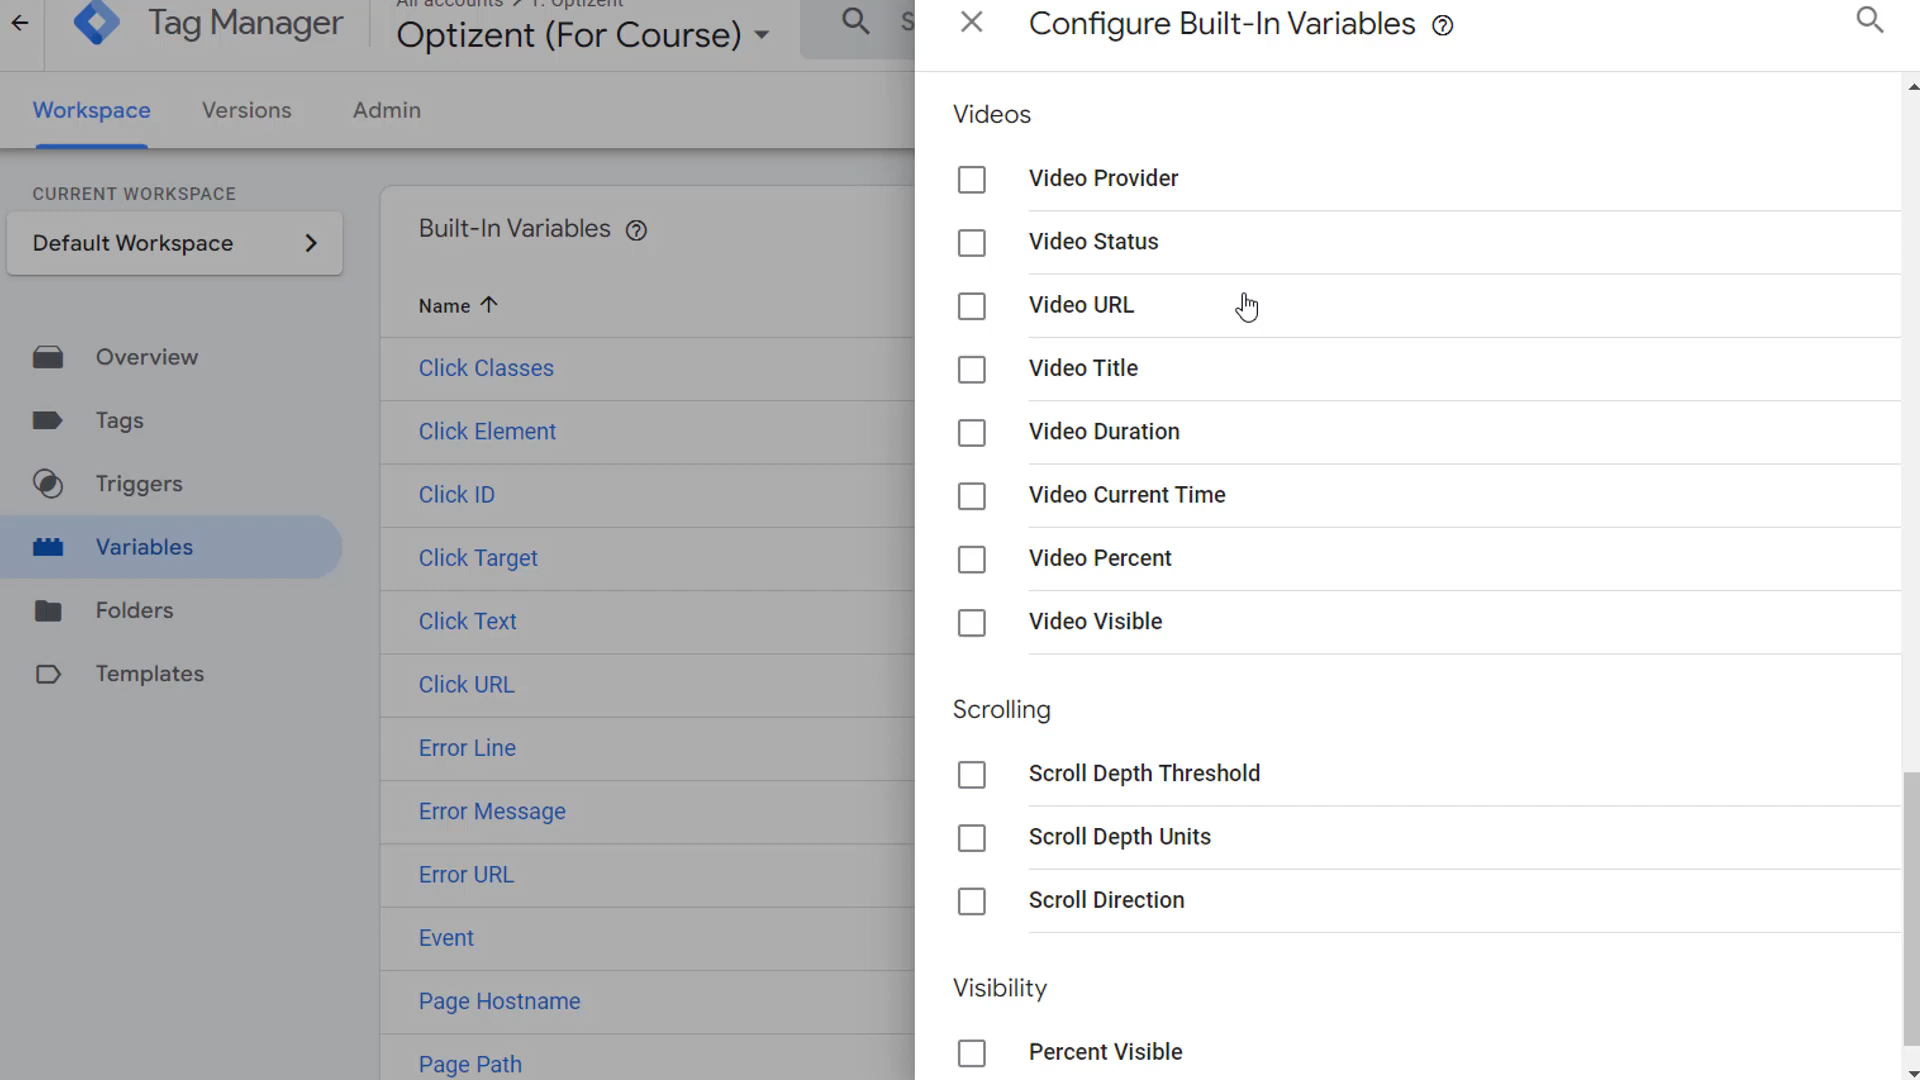 Tag Manager
All accounts > 1. Optizent
Optizent (For Course)
S
Workspace
Versions
Admin
CURRENT WORKSPACE
Default Workspace
Overview
Tags
Triggers
Variables
Folders
Templates
Built-In Variables
Name
Click Classes
Click Element
Click ID
Click Target
Click Text
Click URL
Error Line
Error Message
Error URL
Event
Page Hostname
Page Path
Configure Built-In Variables
Videos
Video Provider
Video Status
Video URL
Video Title
Video Duration
Video Current Time
Video Percent
Video Visible
Scrolling
Scroll Depth Threshold
Scroll Depth Units
Scroll Direction
Visibility
Percent Visible